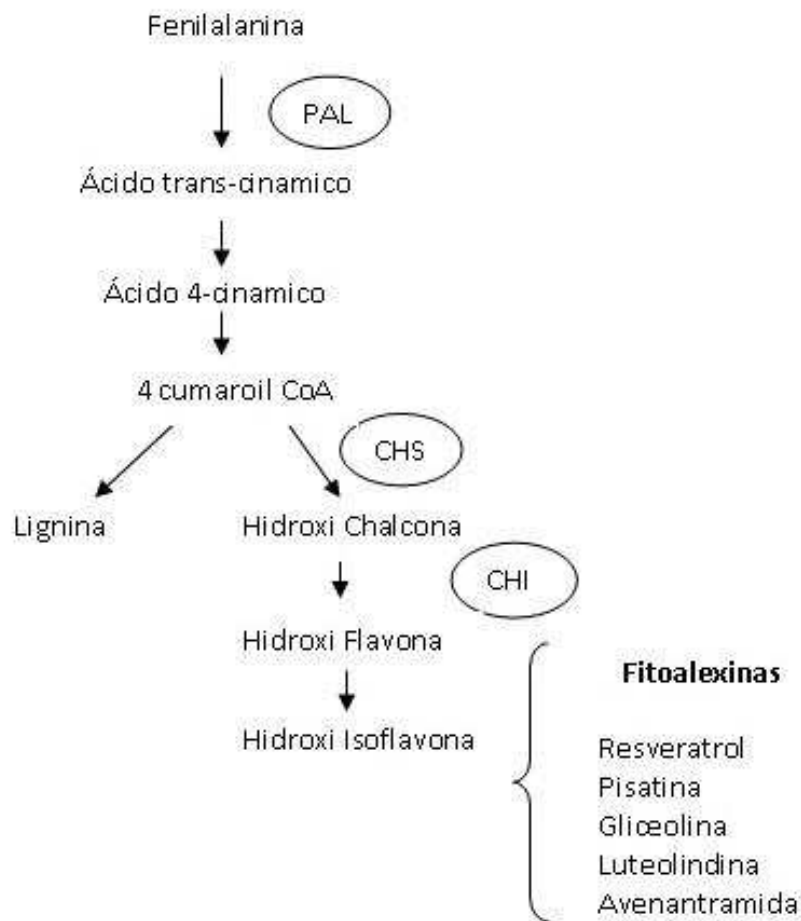 Fenilalanina
PAL
Ácido trans-cinamico
Ácido 4-cinamico
4 cumaroil CoA
CHS
Lignina
Hidroxi Chalcona
CHI
Hidroxi Flavona
Fitoalexinas
Hidroxi Isoflavona
Resveratrol
Pisatina
Gliceolina
Luteolindina
Avenantramida